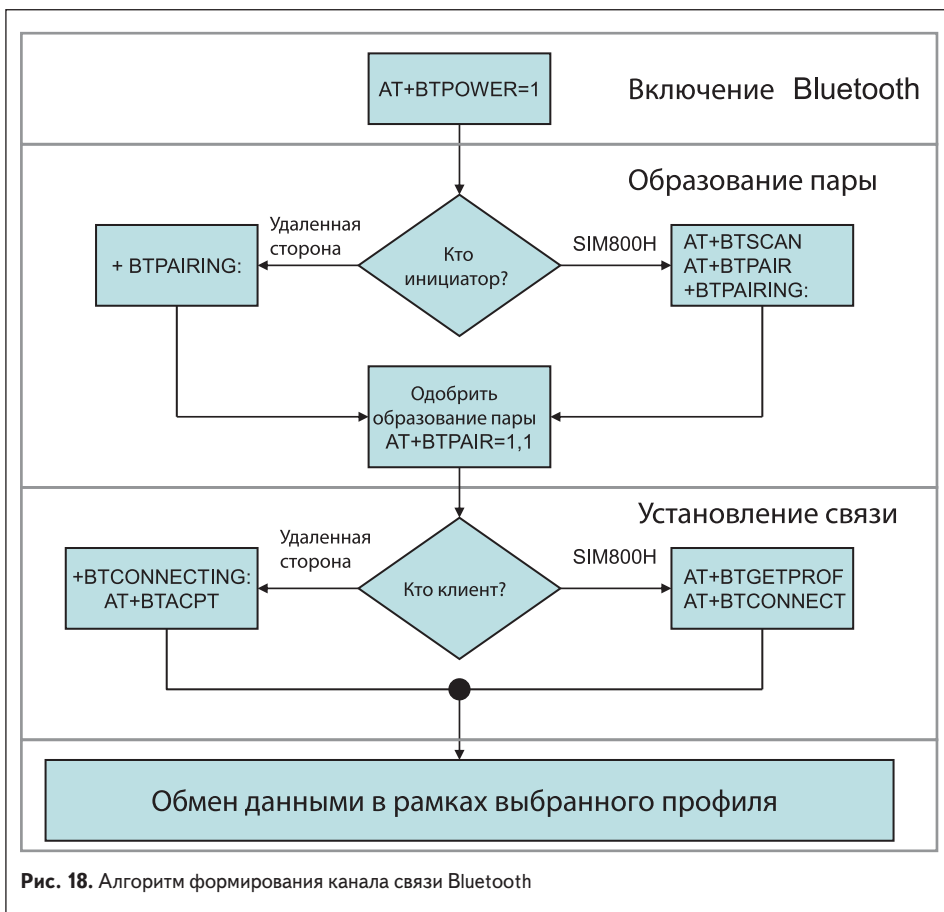 AT+BTPOWER=1
Включение Bluetooth
Образование пары
Удаленная
сторона
SIM800H
+ BTPAIRING:
Кто
инициатор?
AT+BTSCAN
AT+BTPAIR
+BTPAIRING:
Одобрить
образование пары
AT+BTPAIR=1,1
Установление связи
Удаленная
сторона
SIM800H
+BTCONNECTING:
AT+BTACPT
Кто клиент?
AT+BTGETPROF
AT+BTCONNECT
Обмен данными в рамках выбранного профиля
Рис. 18. Алгоритм формирования канала связи Bluetooth